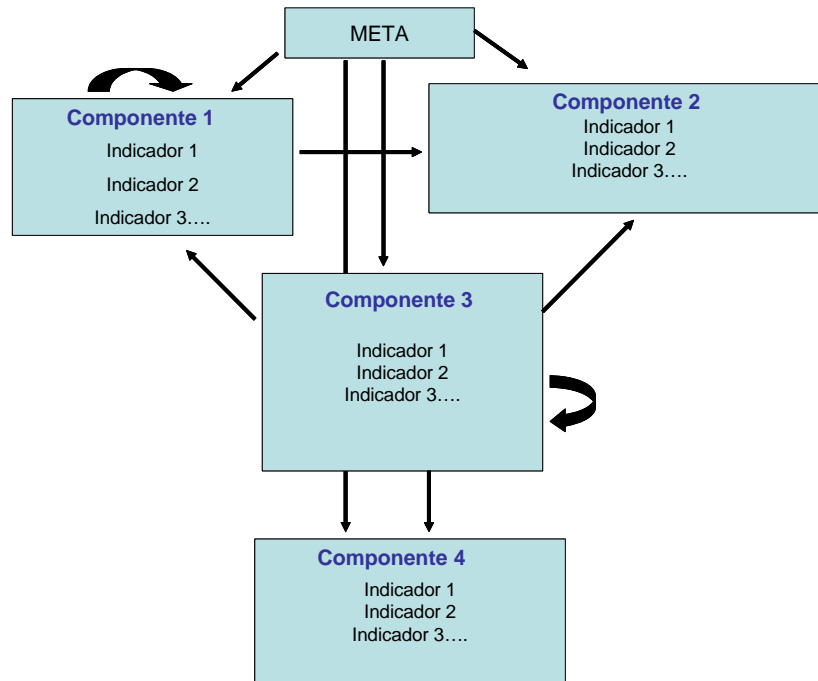 META
Componente 1
Indicador 1
Indicador 2
Indicador 3....
Componente 2
Indicador 1
Indicador 2
Indicador 3....
Componente 3
Indicador 1
Indicador 2
Indicador 3....
Componente 4
Indicador 1
Indicador 2
Indicador 3....